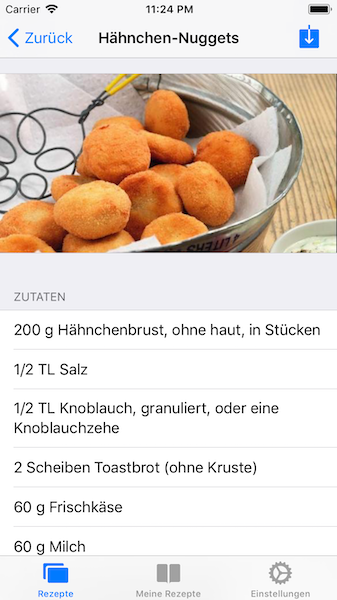 Carrier 11:24 PM
Zurück Hähnchen-Nuggets
LITERS
ZUTATEN
200 g Hähnchenbrust, ohne haut, in Stücken
1/2 TL Salz
1/2 TL Knoblauch, granuliert, oder eine
Knoblauchzehe
2 Scheiben Toastbrot (ohne Kruste)
60 g Frischkäse
60 g Milch
Rezepte Meine Rezepte Einstellungen